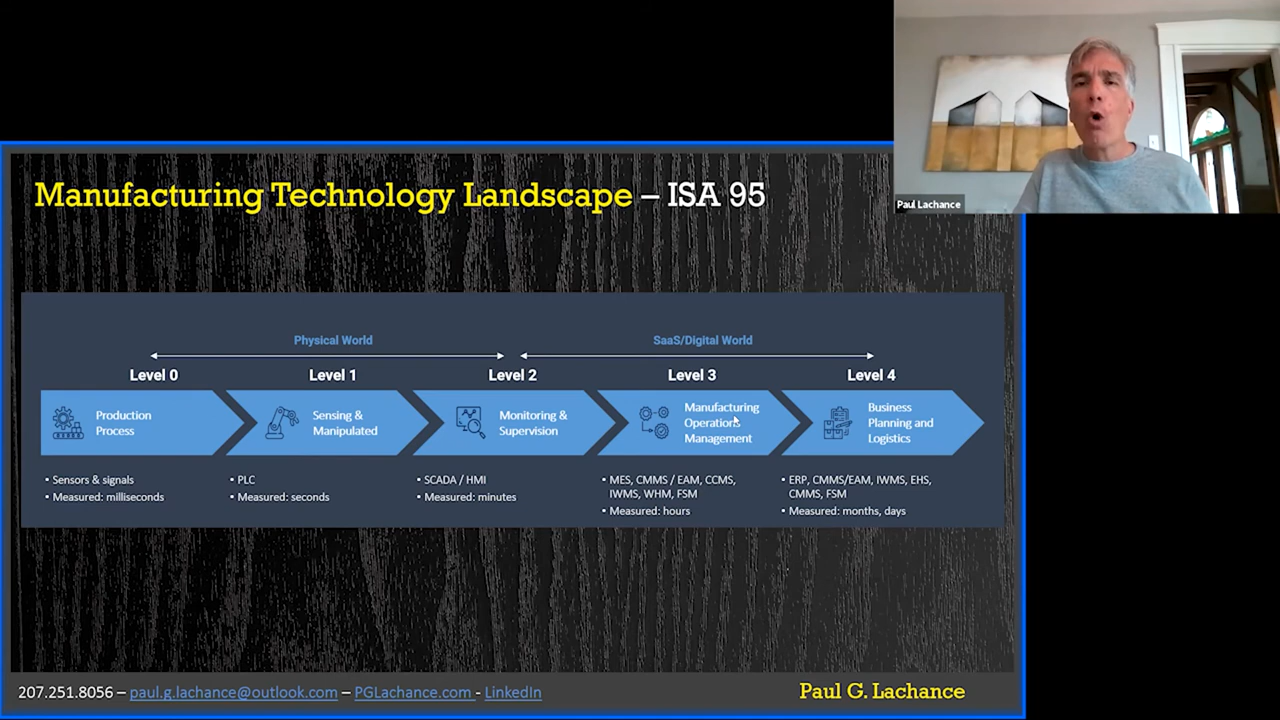 Paul Lachance
Manufacturing Technology Landscape – ISA 95
Physical World
SaaS/Digital World
Level 0
Level 1
Level 2
Level 3
Level 4
Production
Process
Sensing &
Manipulated
Monitoring &
Supervision
Manufacturing
Operations
Management
Business
Planning and
Logistics
▪ Sensors & signals
▪ Measured: milliseconds
▪ PLC
▪ Measured: seconds
▪ SCADA / HMI
▪ Measured: minutes
▪ MES, CMMS / EAM, CCMS,
IWMS, WHM, FSM
▪ Measured: hours
▪ ERP, CMMS/EAM, IWMS, EHS,
CMMS, FSM
▪ Measured: months, days
207.251.8056 – paul.g.lachance@outlook.com – PGLachance.com - LinkedIn
Paul G. Lachance